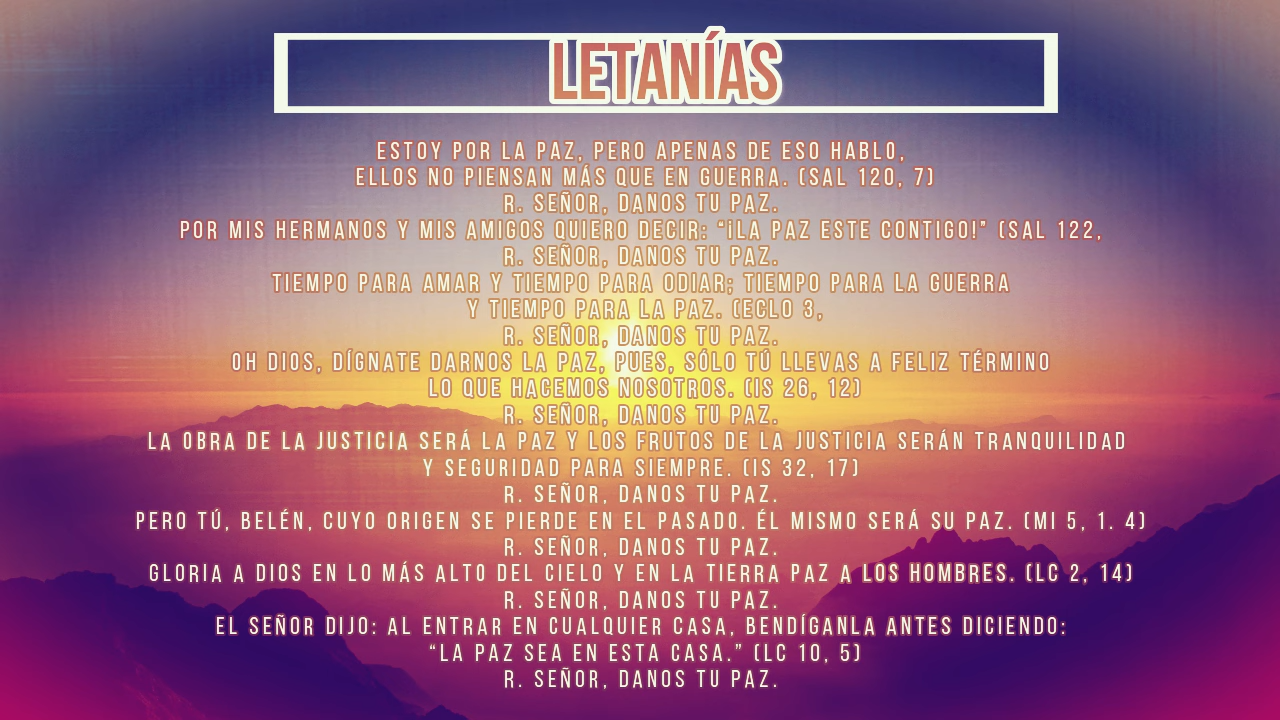 LETANÍAS
ESTOY POR LA PAZ, PERO APENAS DE ESO HABLO,
ELLOS NO PIENSAN MÁS QUE EN GUERRA. (SAL 120, 7)
R. SEÑOR, DANOS TU PAZ.
POR MIS HERMANOS Y MIS AMIGOS QUIERO DECIR: “¡LA PAZ ESTE CONTIGO!” (SAL 122,
R. SEÑOR, DANOS TU PAZ.
TIEMPO PARA AMAR Y TIEMPO PARA ODIAR; TIEMPO PARA LA GUERRA
Y TIEMPO PARA LA PAZ. (ECLO 3,
R. SEÑOR, DANOS TU PAZ.
OH DIOS, DÍGNATE DARNOS LA PAZ, PUES, SÓLO TÚ LLEVAS A FELIZ TÉRMINO
LO QUE HACEMOS NOSOTROS. (IS 26, 12)
R. SEÑOR, DANOS TU PAZ.
LA OBRA DE LA JUSTICIA SERÁ LA PAZ Y LOS FRUTOS DE LA JUSTICIA SERÁN TRANQUILIDAD
Y SEGURIDAD PARA SIEMPRE. (IS 32, 17)
R. SEÑOR, DANOS TU PAZ.
PERO TÚ, BELÉN, CUYO ORIGEN SE PIERDE EN EL PASADO. ÉL MISMO SERÁ SU PAZ. (MI 5, 1. 4)
R. SEÑOR, DANOS TU PAZ.
GLORIA A DIOS EN LO MÁS ALTO DEL CIELO Y EN LA TIERRA PAZ A LOS HOMBRES. (LC 2, 14)
R. SEÑOR, DANOS TU PAZ.
EL SEÑOR DIJO: AL ENTRAR EN CUALQUIER CASA, BENDÍGANLA ANTES DICIENDO:
“LA PAZ SEA EN ESTA CASA.” (LC 10, 5)
R. SEÑOR, DANOS TU PAZ.